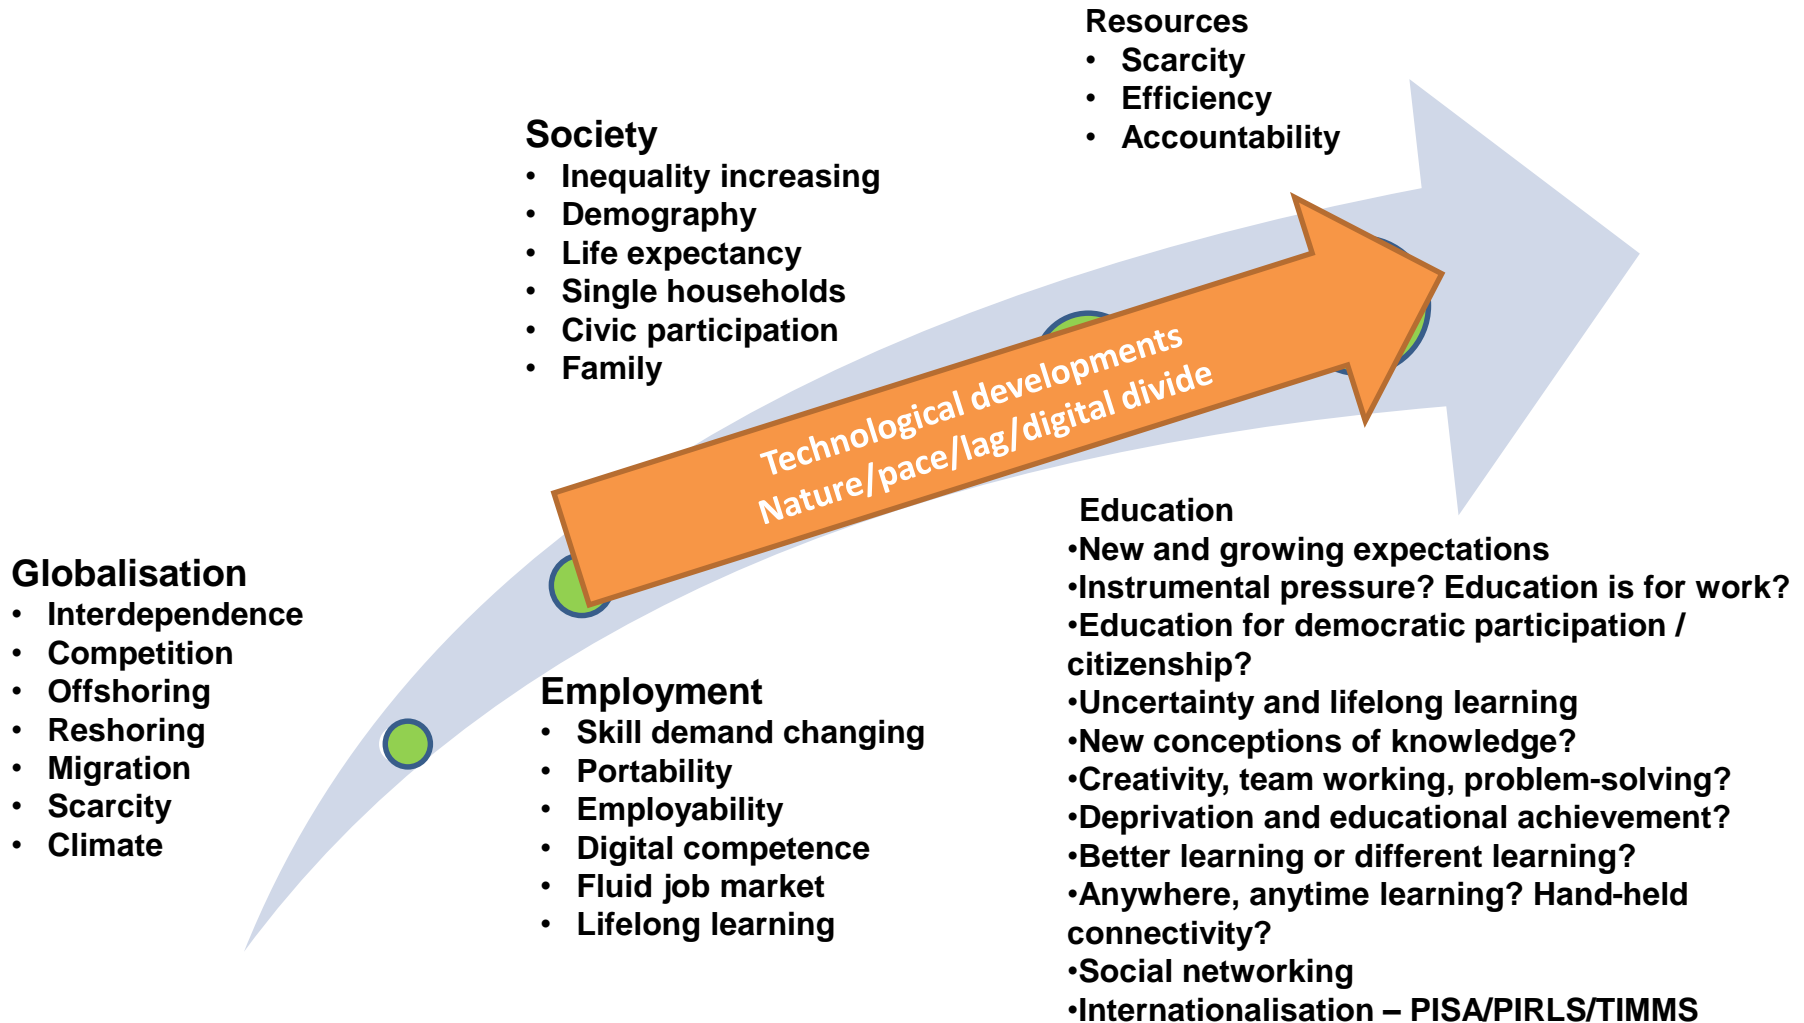 Resources
• Scarcity
• Efficiency
• Accountability
Society
• Inequality increasing
• Demography
• Life expectancy
• Single households
• Civic participation
• Family
Technological developments
Nature/pace/lag/digital divide
Globalisation
• Interdependence
• Competition
• Offshoring
• Reshoring
• Migration
• Scarcity
• Climate
Employment
• Skill demand changing
• Portability
• Employability
• Digital competence
• Fluid job market
• Lifelong learning
Education
•New and growing expectations
•Instrumental pressure? Education is for work?
•Education for democratic participation /
citizenship?
•Uncertainty and lifelong learning
•New conceptions of knowledge?
•Creativity, team working, problem-solving?
•Deprivation and educational achievement?
•Better learning or different learning?
•Anywhere, anytime learning? Hand-held
connectivity?
•Social networking
•Internationalisation – PISA/PIRLS/TIMMS